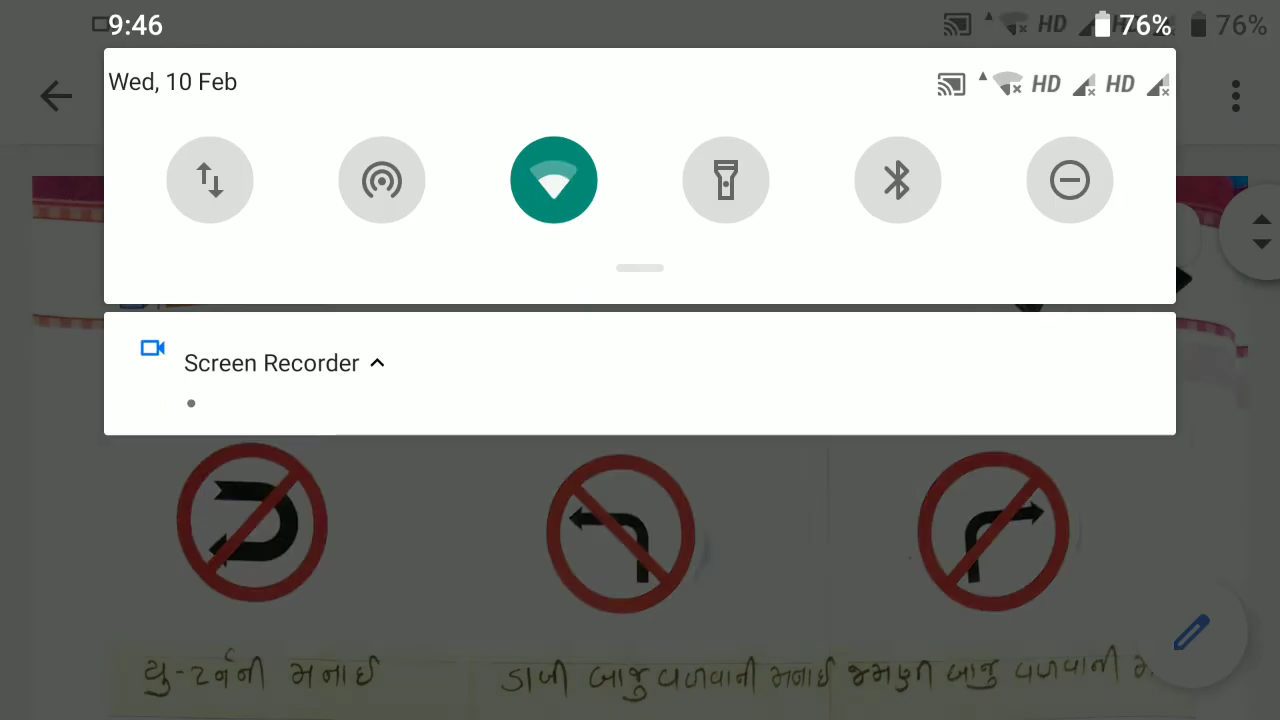 9:46
HD
76%
76%
Wed, 10 Feb
HD
HD
Screen Recorder
યુ-ટર્નની મનાઈ
ડાબી બાજુ વળવાની મનાઈ
જમણી બાજુ વળવાની